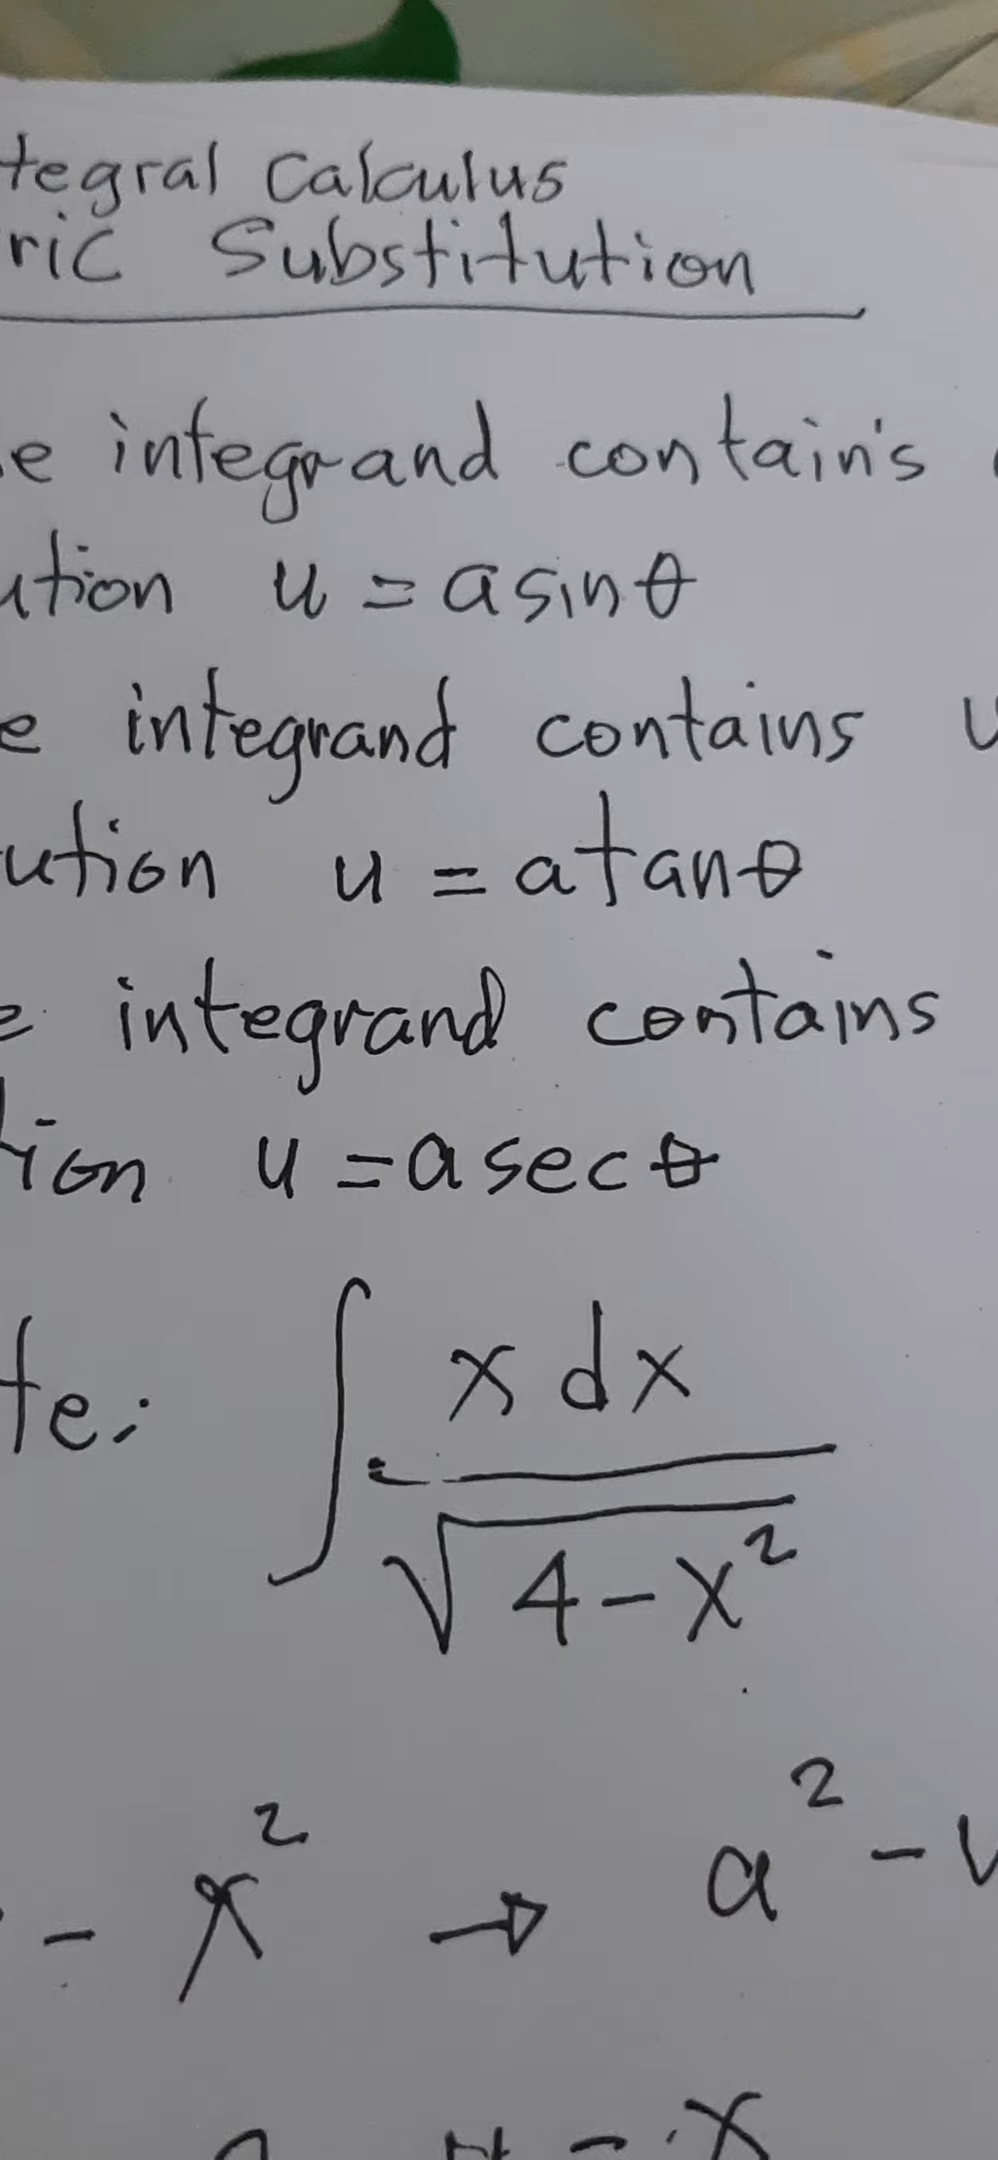 tegral Calculus
ric Substitution
e integrand contain's
ution u = a sin θ
e integrand contains
ution u = a tan θ
e integrand contains
tion u = a sec θ
te: ∫ x dx / √(4 - x²)
- x² → a² - u